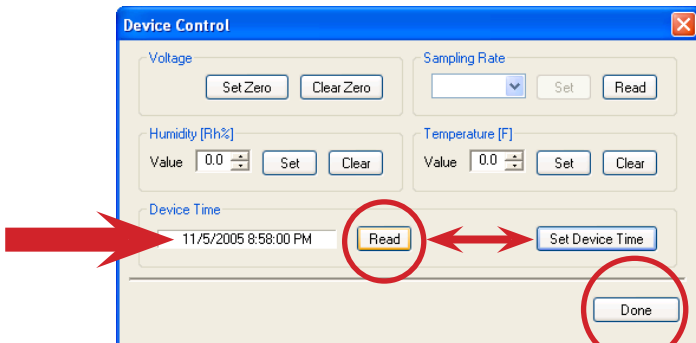 Device Control
Voltage
Set Zero Clear Zero
Sampling Rate
Set Read
Humidity [Rh%]
Value 0.0 Set Clear
Temperature [F]
Value 0.0 Set Clear
Device Time
11/5/2005 8:58:00 PM Read Set Device Time
Done